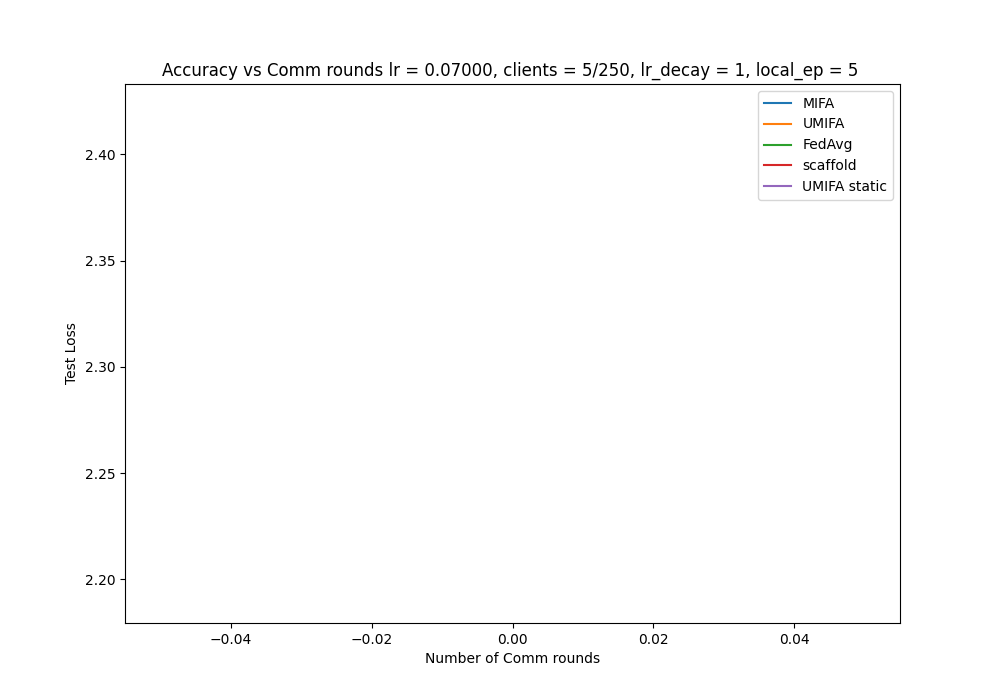 Accuracy vs Comm rounds lr = 0.07000, clients = 5/250, lr_decay = 1, local_ep = 5
MIFA
UMIFA
FedAvg
scaffold
UMIFA static
2.40
2.35
2.30
2.25
2.20
Test Loss
−0.04
−0.02
0.00
0.02
0.04
Number of Comm rounds